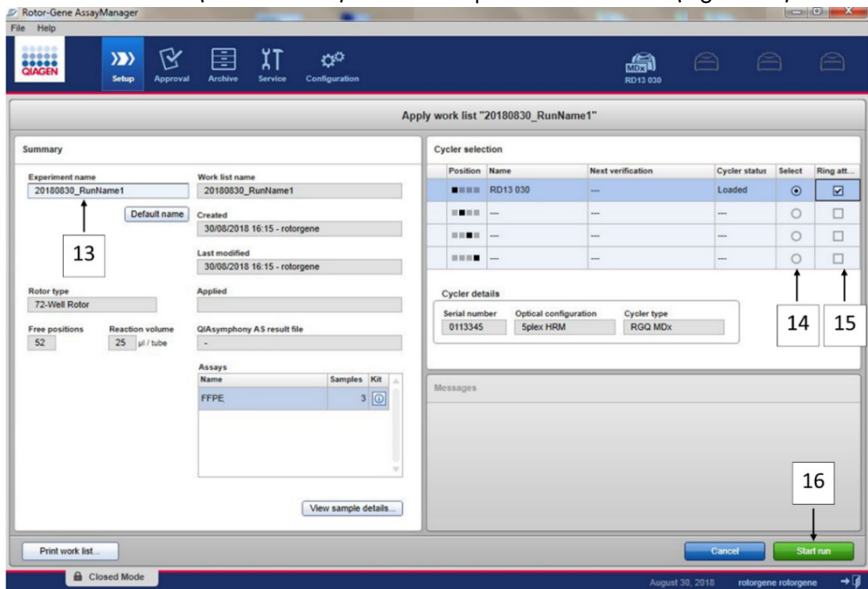 Rotor-Gene AssayManager
File Help
QIAGEN
Setup Approval Archive Service Configuration
MDx
RD13 030
Apply work list "20180830_RunName1"
Summary
Experiment name
20180830_RunName1
Default name
13
Work list name
20180830_RunName1
Created
30/08/2018 16:15 - rotorgene
Last modified
30/08/2018 16:15 - rotorgene
Rotor type
72-Well Rotor
Applied
Free positions
52
Reaction volume
25 µl / tube
QIAsymphony AS result file
-
Assays
Name Samples Kit
FFPE 3
View sample details...
Cycler selection
Position Name Next verification Cycler status Select Ring att...
RD13 030 --- Loaded
--- --- ---
--- --- ---
--- --- ---
14 15
Cycler details
Serial number Optical configuration Cycler type
0113345 5plex HRM RGQ MDx
Messages
16
Print work list...
Cancel Start run
Closed Mode
August 30, 2018 rotorgene rotorgene